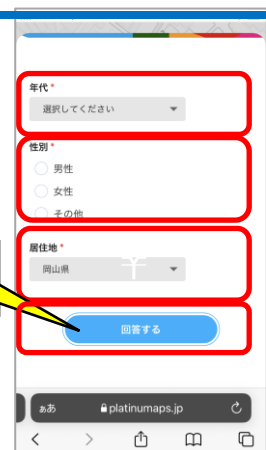 年代 *
選択してください
性別 *
男性
女性
その他
居住地 *
岡山県
回答する
ぁあ platinumaps.jp